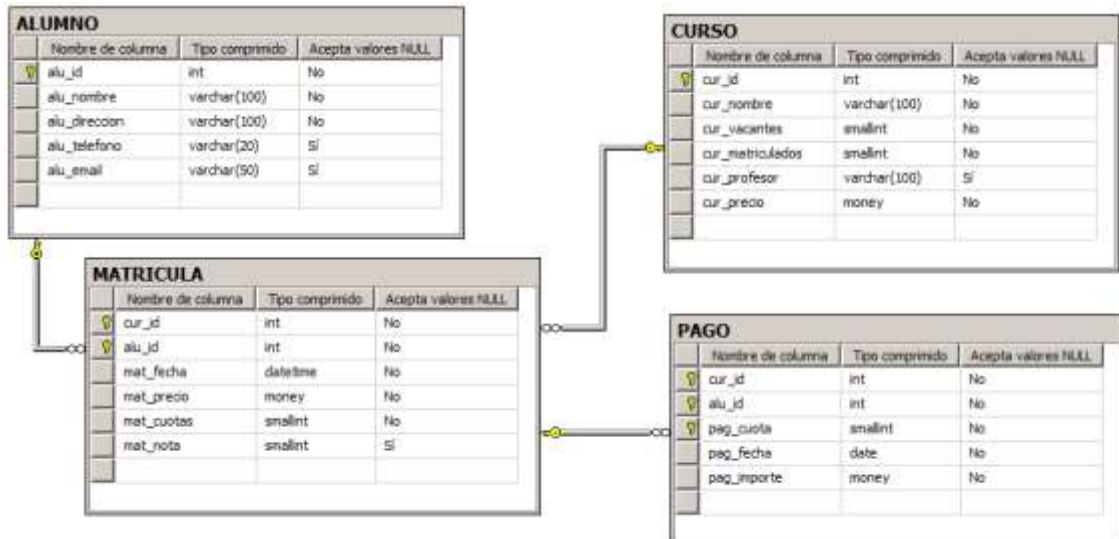 ALUMNO
Nombre de columna Tipo comprimido Acepta valores NULL
alu_id int No
alu_nombre varchar(100) No
alu_direccion varchar(100) No
alu_telefono varchar(20) Sí
alu_email varchar(50) Sí
CURSO
Nombre de columna Tipo comprimido Acepta valores NULL
cur_id int No
cur_nombre varchar(100) No
cur_vacantes smallint No
cur_matriculados smallint No
cur_profesor varchar(100) Sí
cur_precio money No
MATRICULA
Nombre de columna Tipo comprimido Acepta valores NULL
cur_id int No
alu_id int No
mat_fecha datetime No
mat_precio money No
mat_cuotas smallint No
mat_nota smallint Sí
PAGO
Nombre de columna Tipo comprimido Acepta valores NULL
cur_id int No
alu_id int No
pag_cuota smallint No
pag_fecha date No
pag_importe money No